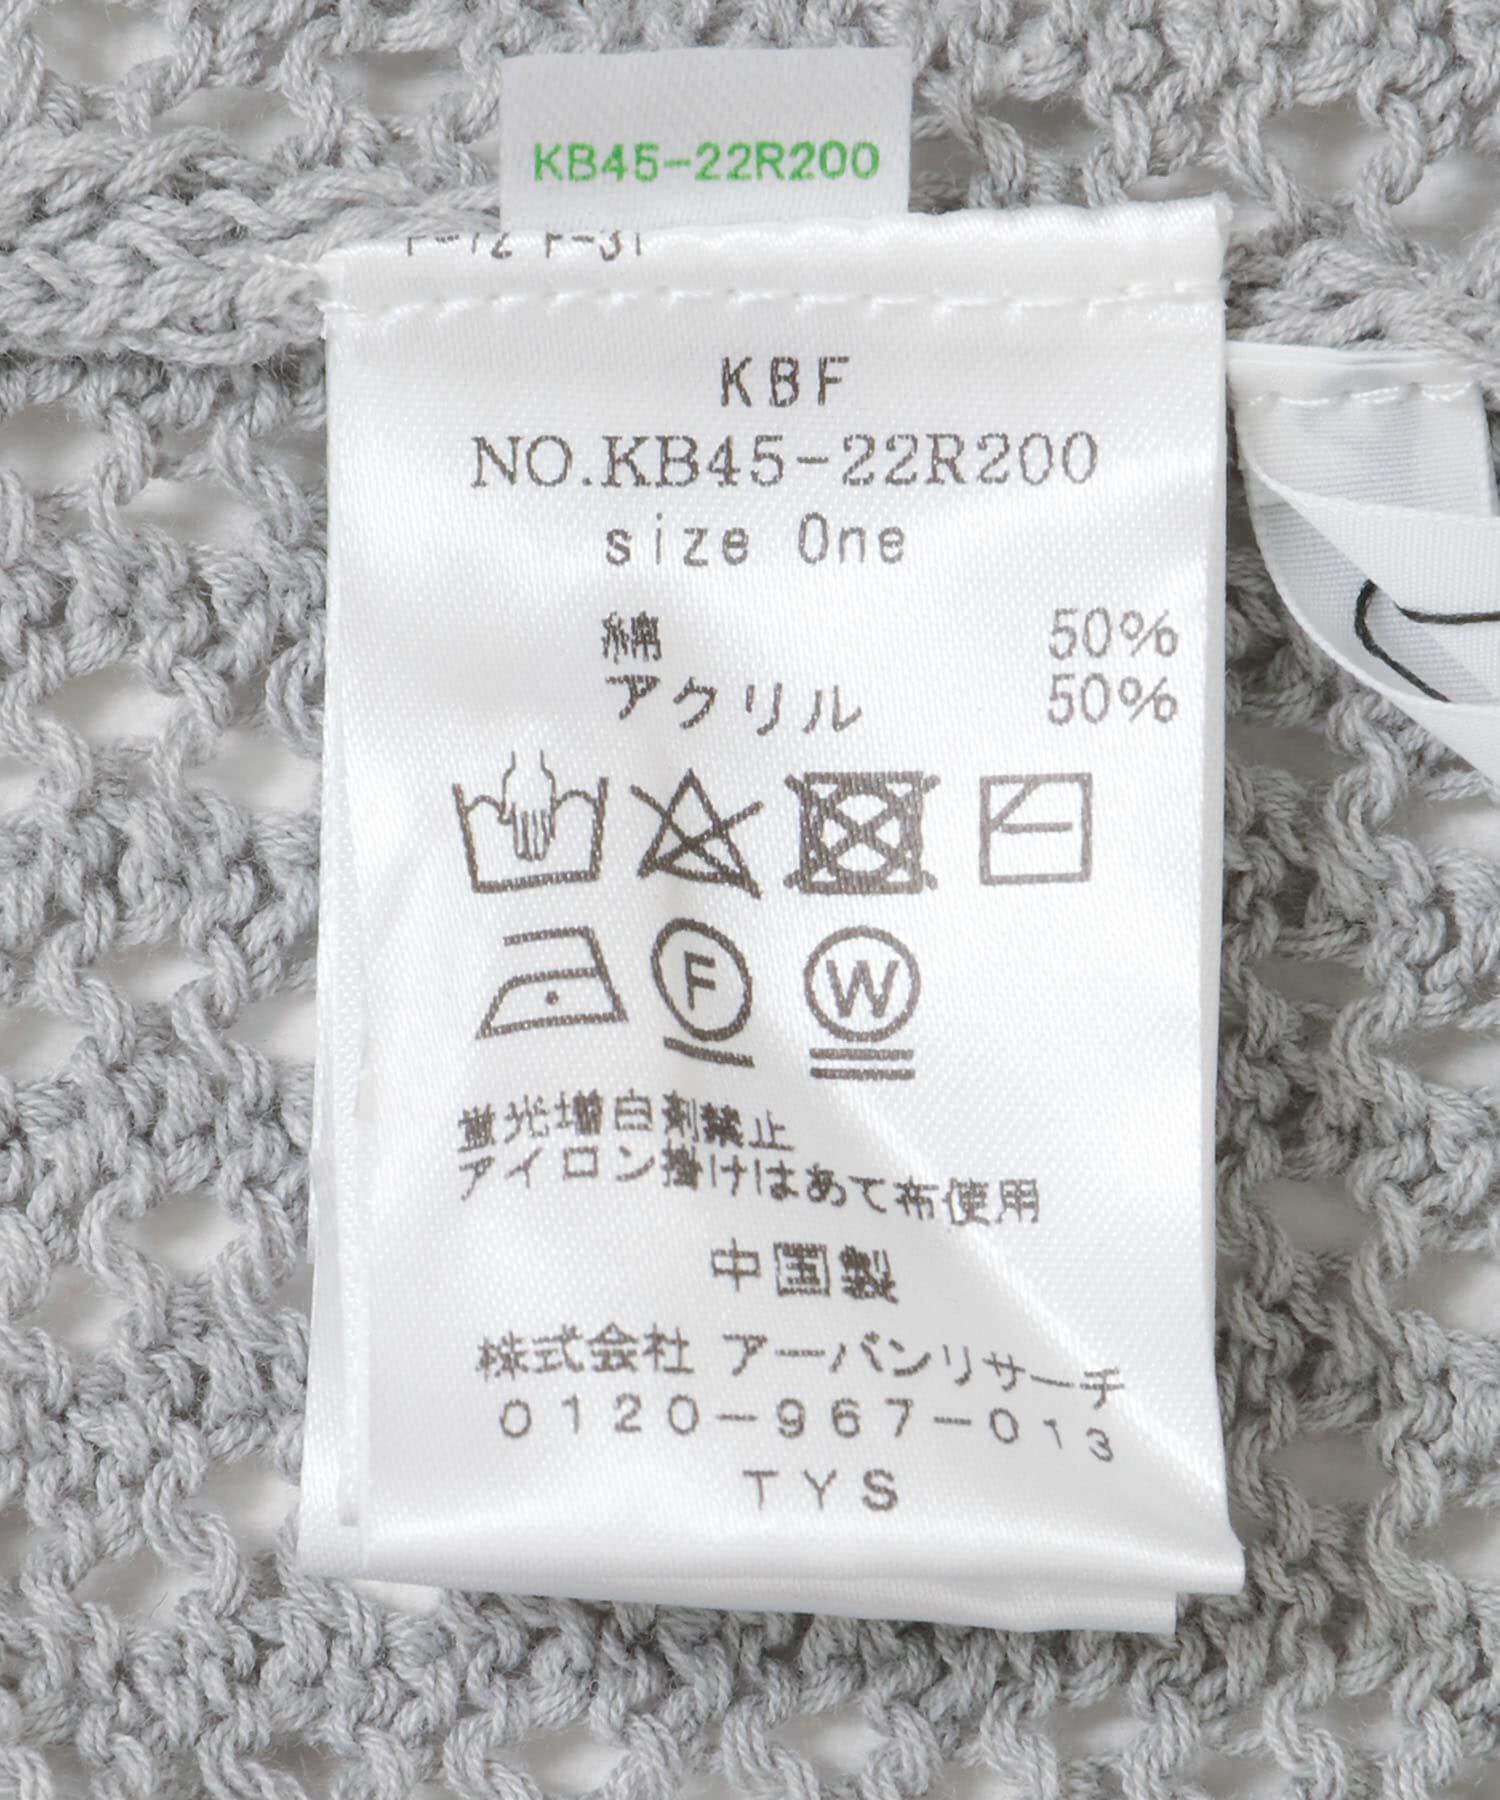 KB45-22R200
KBF
NO.KB45-22R200
size One
綿 50%
アクリル 50%
F
W
蛍光増白剤禁止
アイロン掛けはあて布使用
中国製
株式会社 アーバンリサーチ
0120-967-013
TYS